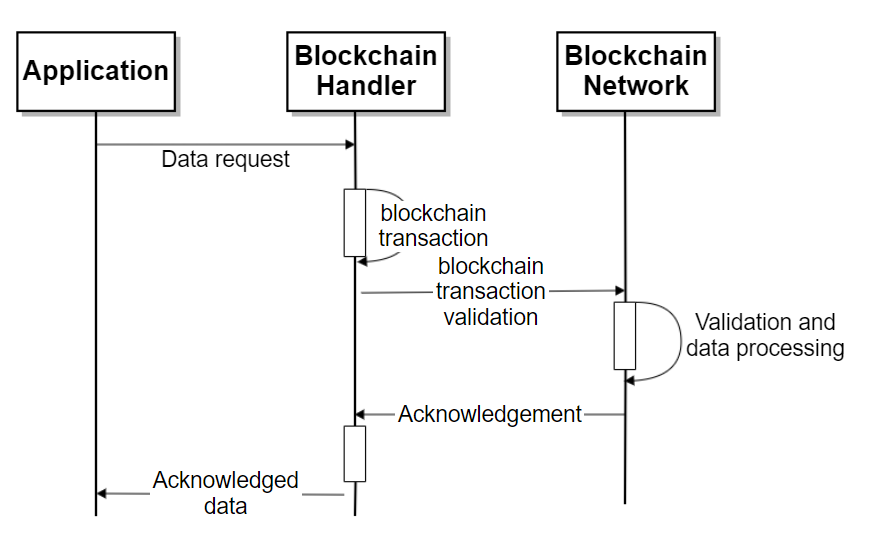 Application
Blockchain
Handler
Blockchain
Network
Data request
blockchain
transaction
blockchain
transaction
validation
Validation and
data processing
Acknowledgement
Acknowledged
data